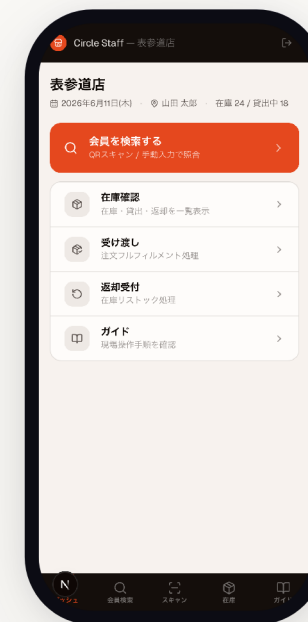 Circle Staff — 表参道店
表参道店
2026年6月11日(木) · 山田 太郎 · 在庫 24 / 貸出中 18
会員を検索する
QRスキャン / 手動入力で照合
在庫確認
在庫・貸出・返却を一覧表示
受け渡し
注文フルフィルメント処理
返却受付
在庫リストック処理
ガイド
現場操作手順を確認
N
会員検索 スキャン 在庫 ガイド